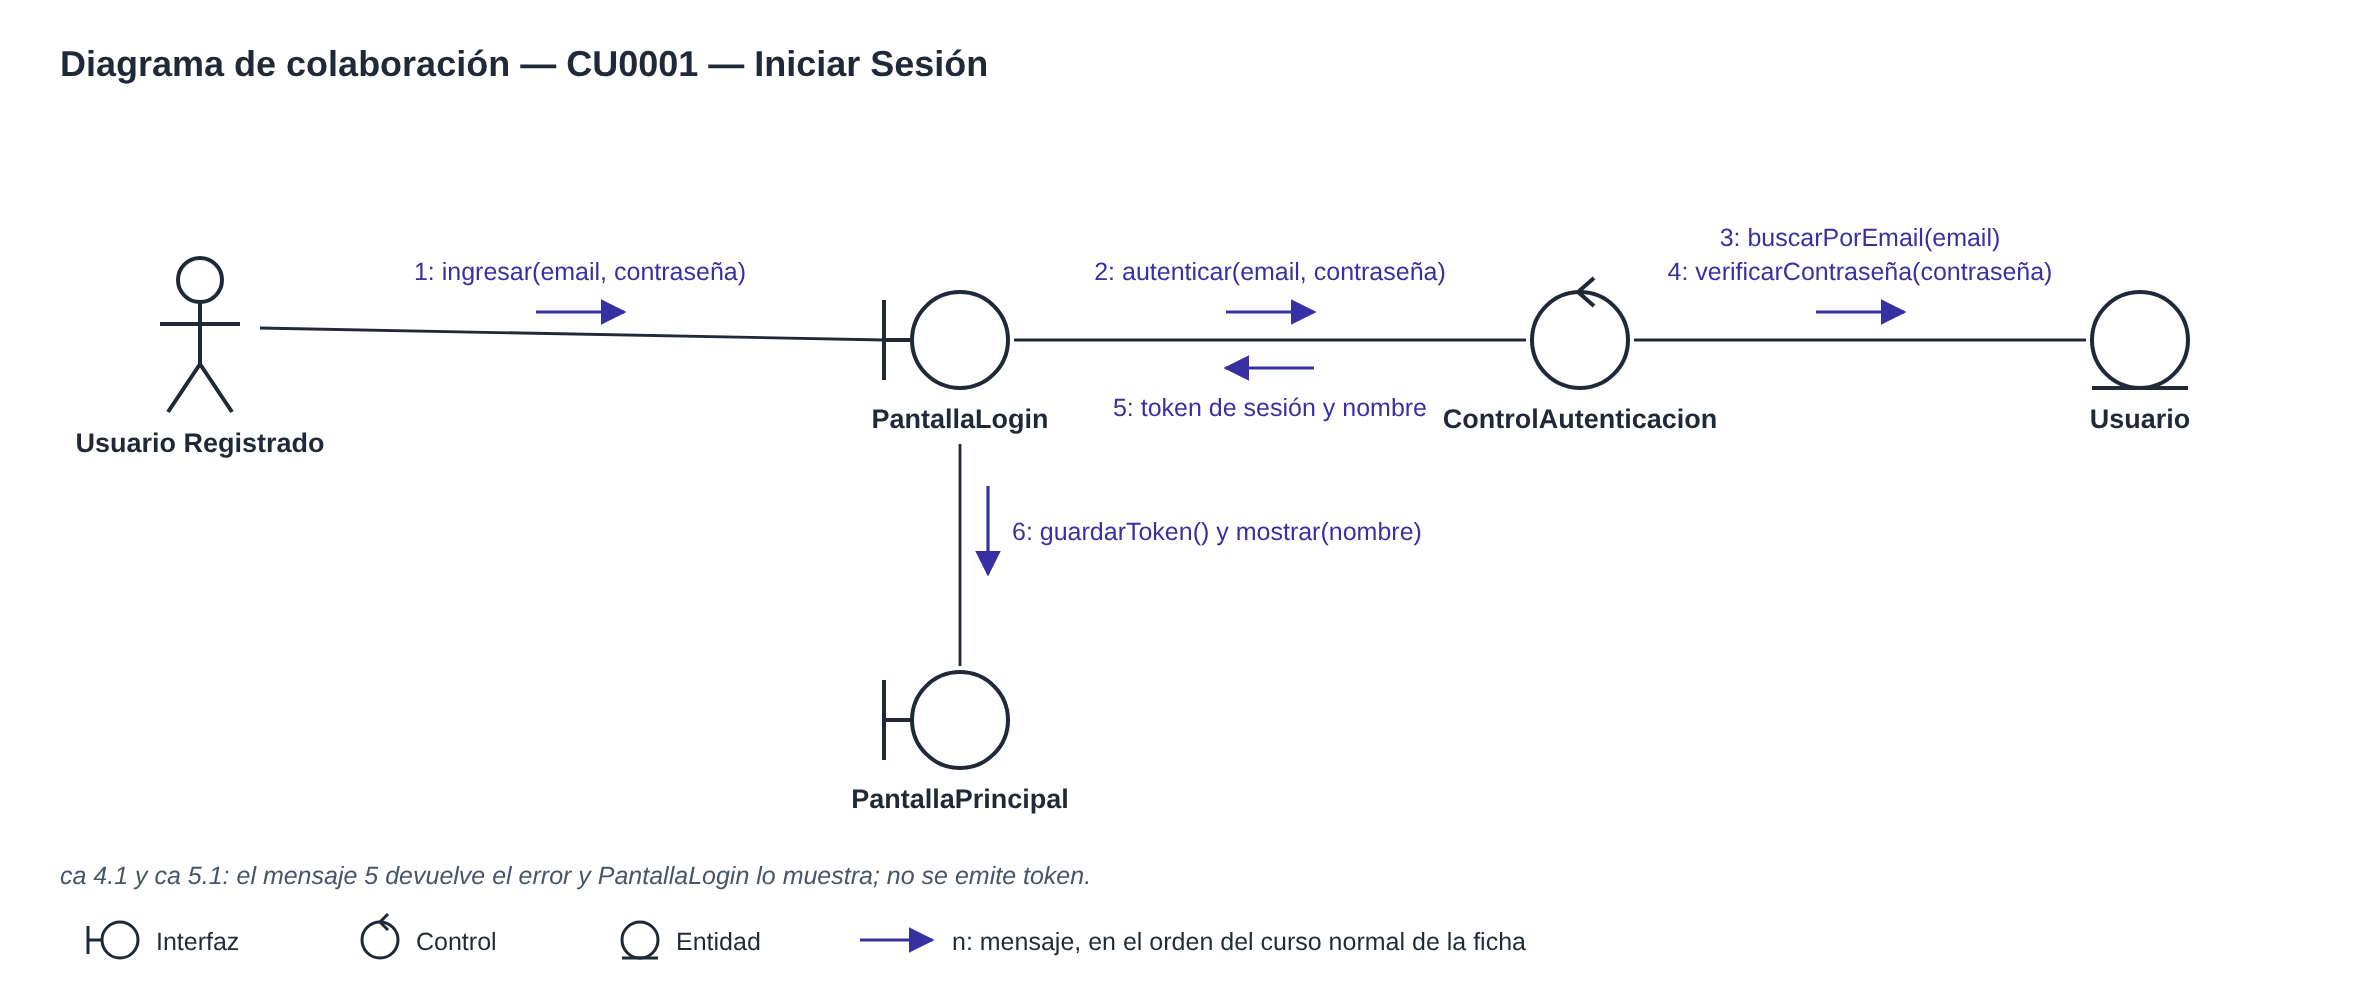 Diagrama de colaboración — CU0001 — Iniciar Sesión
3: buscarPorEmail(email)
1: ingresar(email, contraseña)
2: autenticar(email, contraseña)
4: verificarContraseña(contraseña)
5: token de sesión y nombre
PantallaLogin
ControlAutenticacion
Usuario
Usuario Registrado
6: guardarToken() y mostrar(nombre)
PantallaPrincipal
ca 4.1 y ca 5.1: el mensaje 5 devuelve el error y PantallaLogin lo muestra; no se emite token.
Interfaz
Control
Entidad
n: mensaje, en el orden del curso normal de la ficha